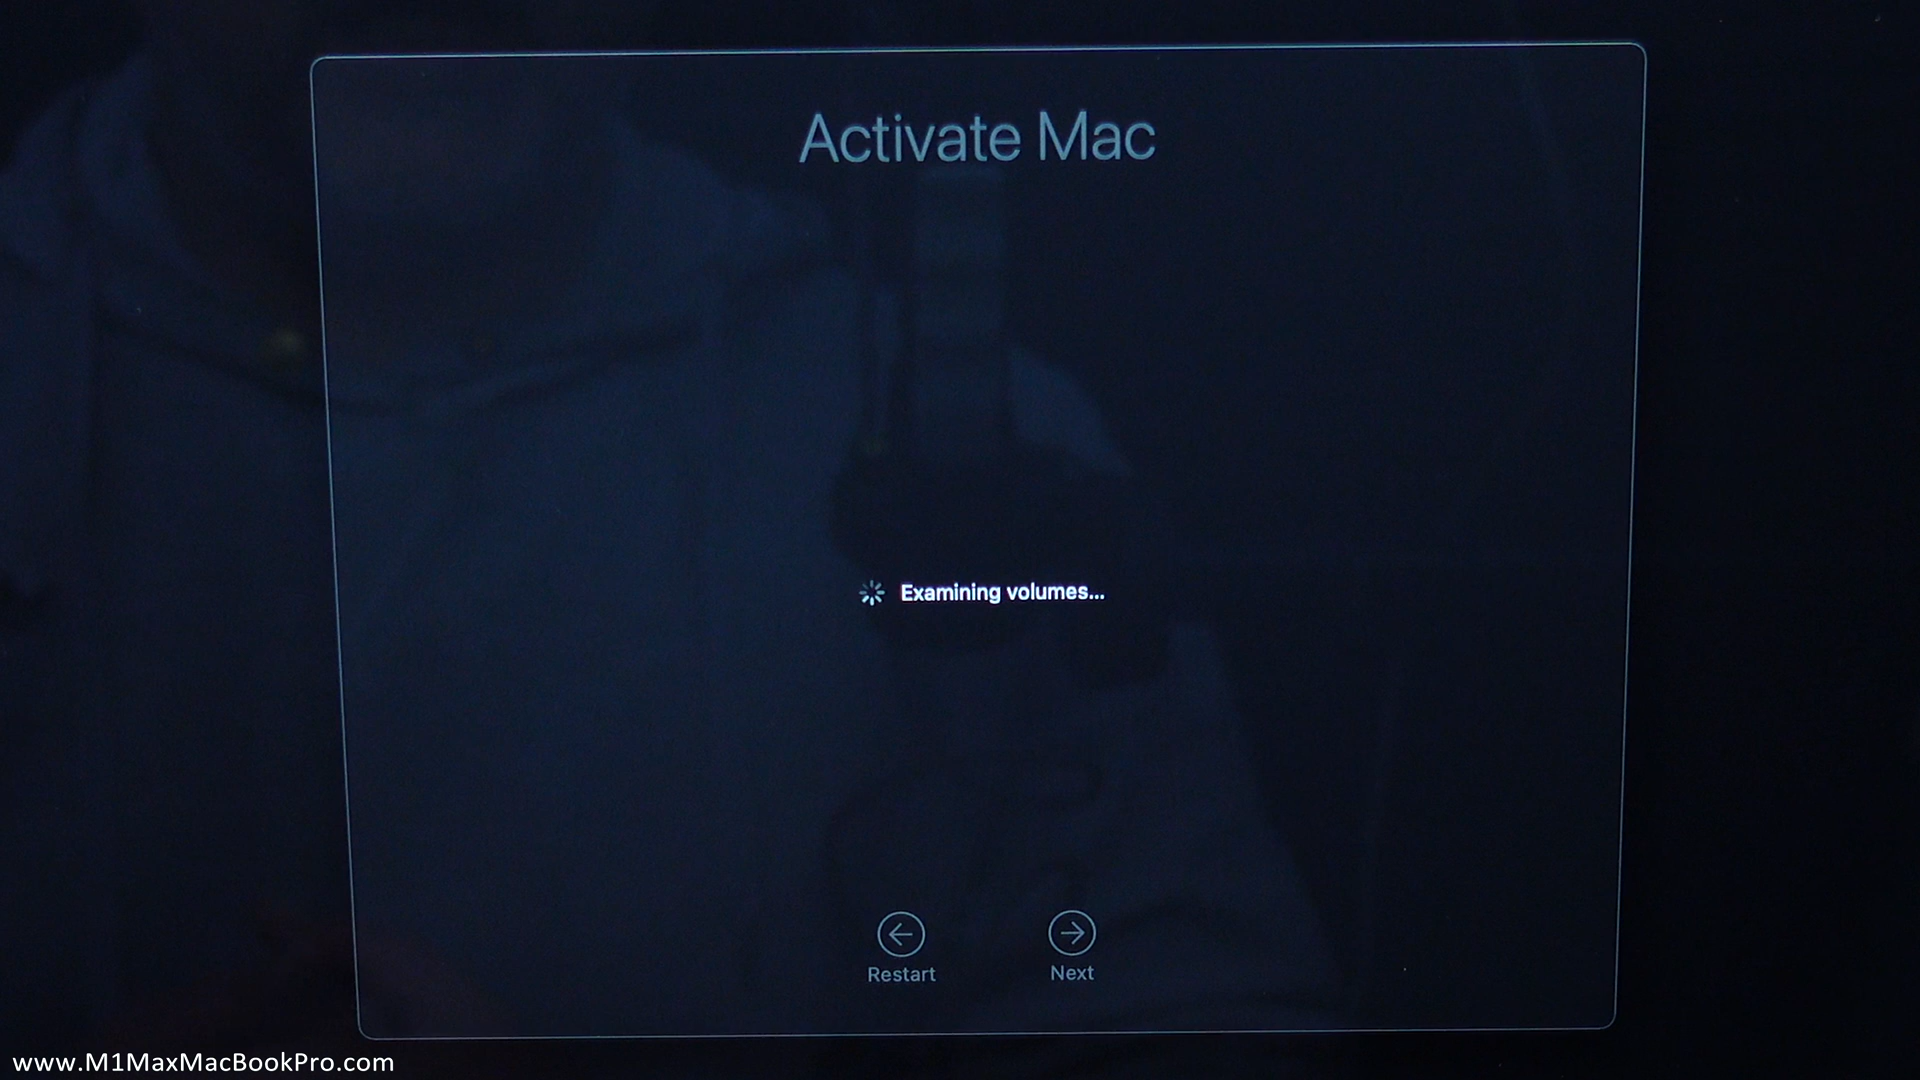 Activate Mac
Examining volumes...
Restart
Next
www.M1MaxMacBookPro.com